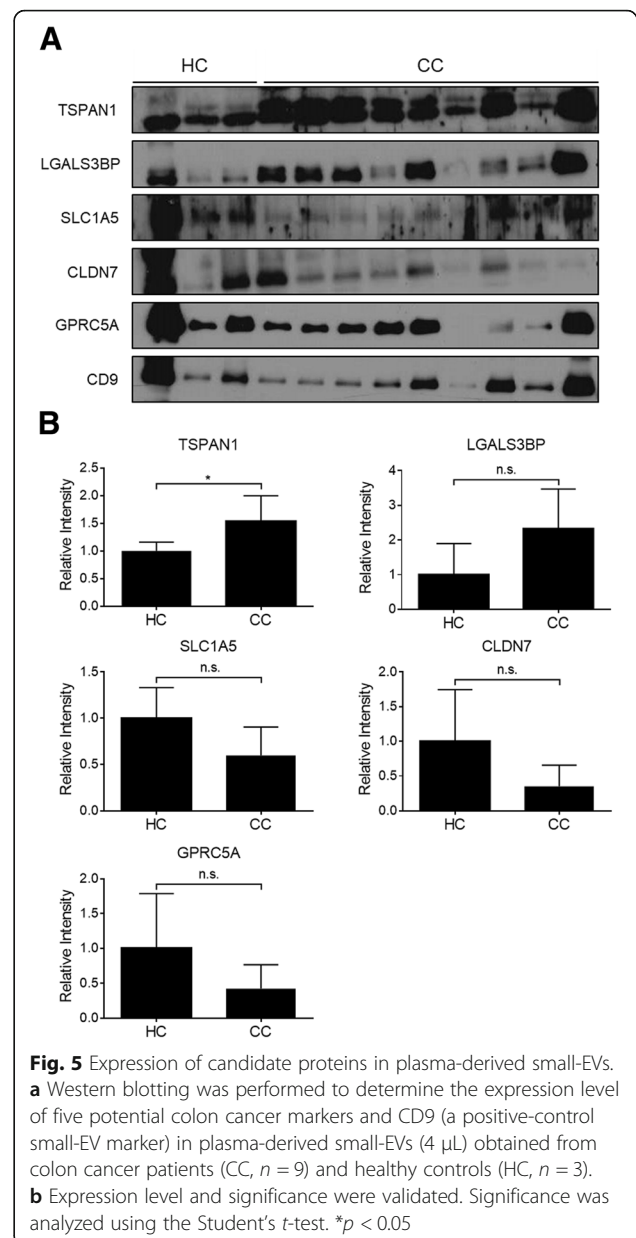 A
HC CC
TSPAN1
LGALS3BP
SLC1A5
CLDN7
GPRC5A
CD9
B
TSPAN1
Relative Intensity
2.5
2.0
1.5
1.0
0.5
0.0
*
HC CC
LGALS3BP
Relative Intensity
4
3
2
1
0
n.s.
HC CC
SLC1A5
Relative Intensity
1.5
1.0
0.5
0.0
n.s.
HC CC
CLDN7
Relative Intensity
2.0
1.5
1.0
0.5
0.0
n.s.
HC CC
GPRC5A
Relative Intensity
2.0
1.5
1.0
0.5
0.0
n.s.
HC CC
Fig. 5 Expression of candidate proteins in plasma-derived small-EVs.
a Western blotting was performed to determine the expression level
of five potential colon cancer markers and CD9 (a positive-control
small-EV marker) in plasma-derived small-EVs (4 μL) obtained from
colon cancer patients (CC, n = 9) and healthy controls (HC, n = 3).
b Expression level and significance were validated. Significance was
analyzed using the Student's t-test. *p < 0.05